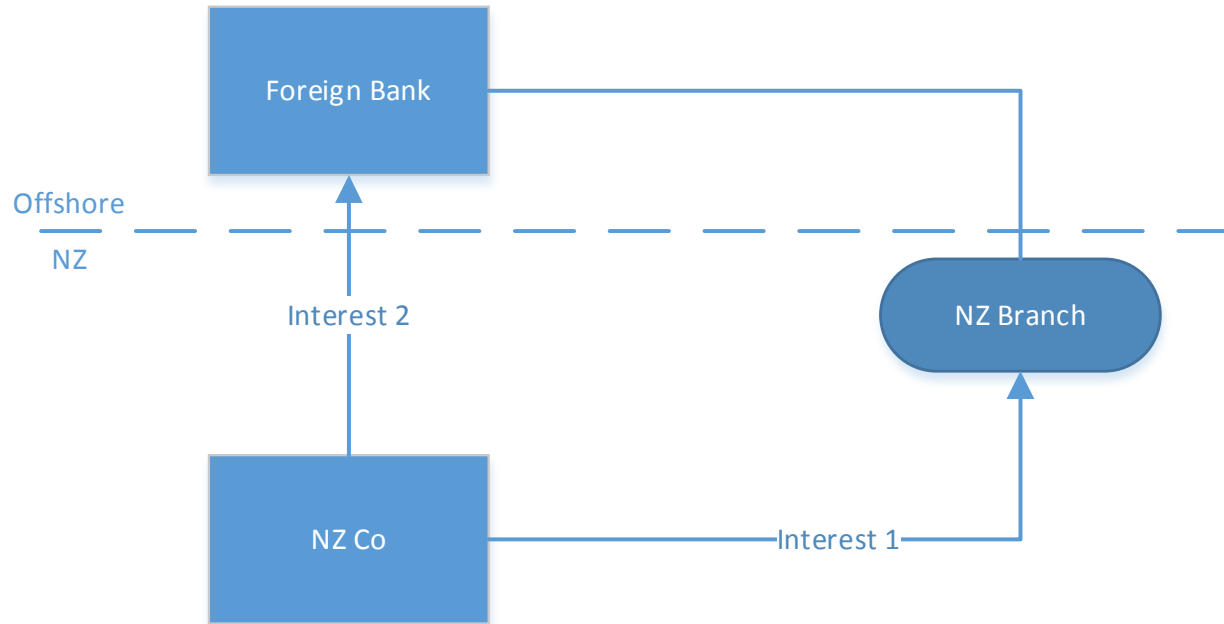 Foreign Bank
Offshore
NZ
Interest 2
NZ Branch
NZ Co
Interest 1